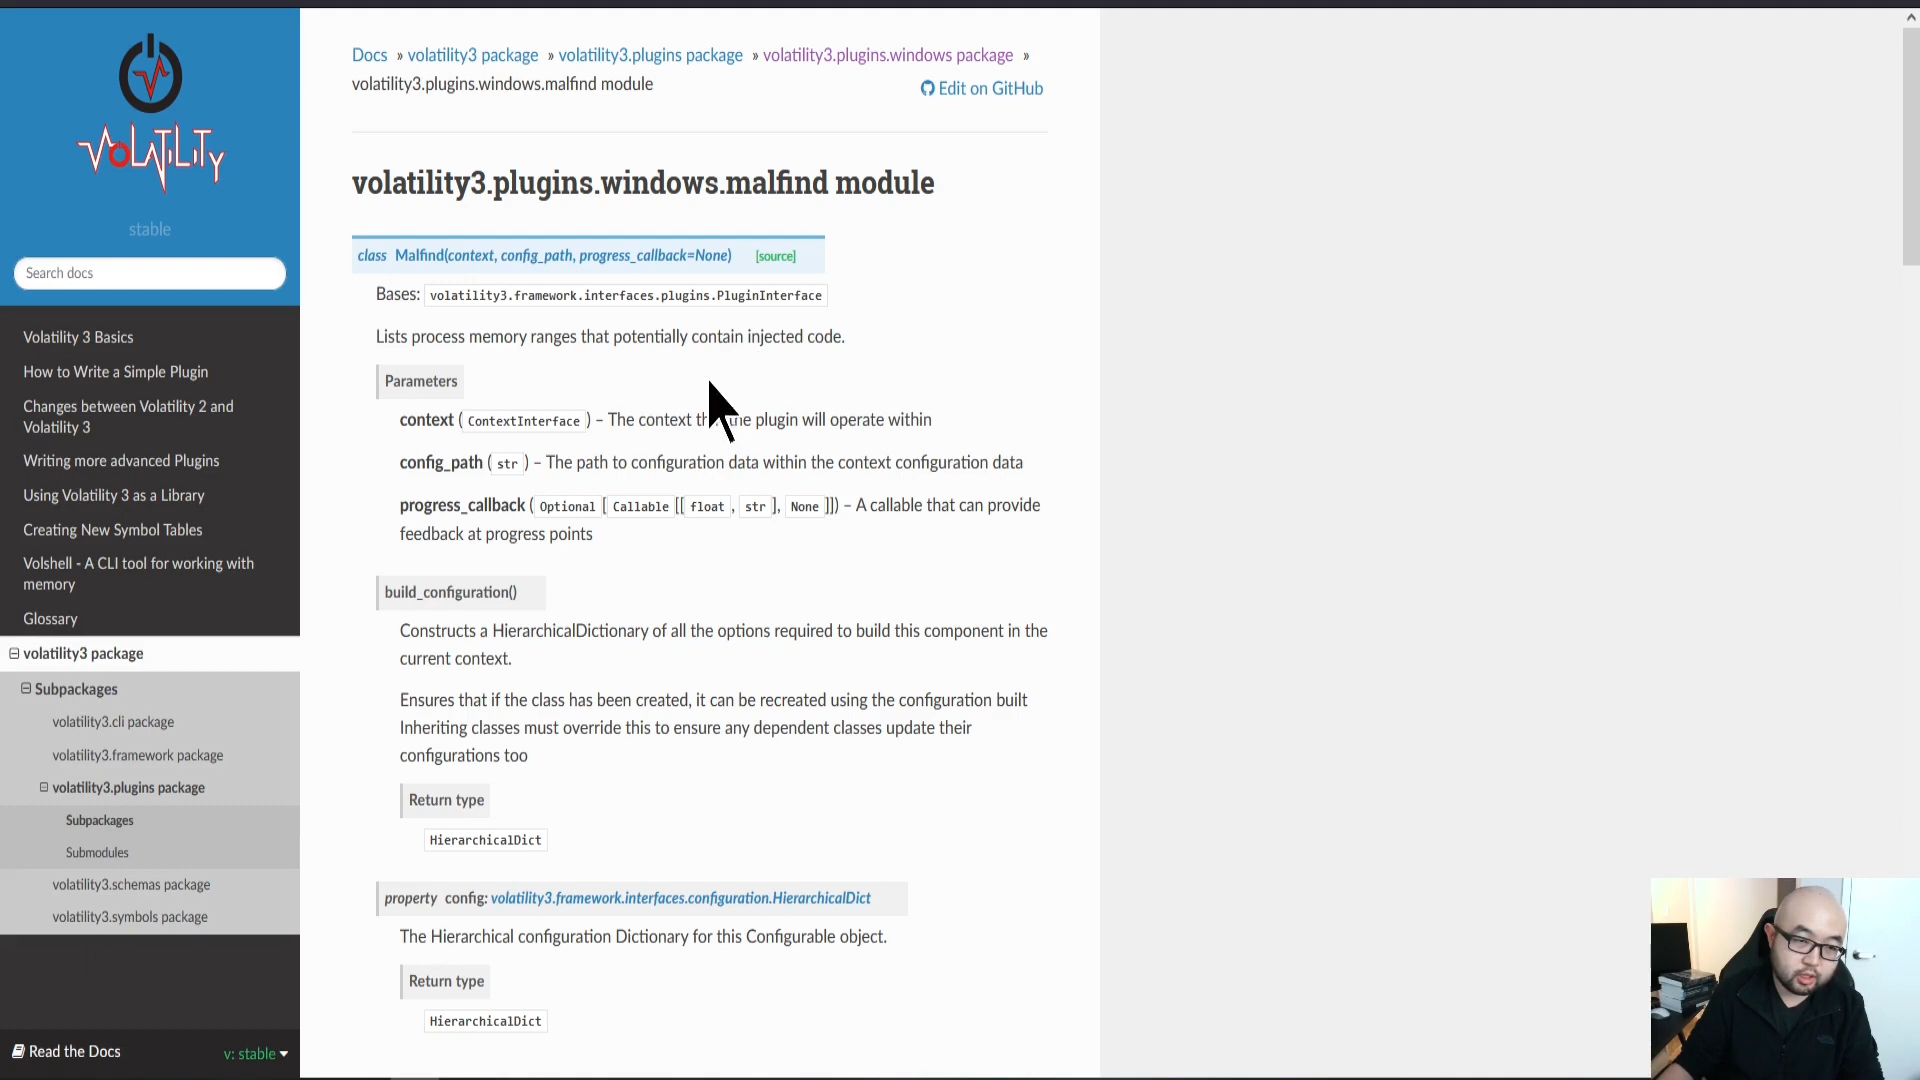 VOLATILITY
stable
Search docs
Volatility 3 Basics
How to Write a Simple Plugin
Changes between Volatility 2 and
Volatility 3
Writing more advanced Plugins
Using Volatility 3 as a Library
Creating New Symbol Tables
Volshell - A CLI tool for working with
memory
Glossary
volatility3 package
Subpackages
volatility3.cli package
volatility3.framework package
volatility3.plugins package
Subpackages
Submodules
volatility3.schemas package
volatility3.symbols package
Read the Docs
v: stable
Docs » volatility3 package » volatility3.plugins package » volatility3.plugins.windows package »
volatility3.plugins.windows.malfind module
Edit on GitHub
volatility3.plugins.windows.malfind module
class Malfind(context, config_path, progress_callback=None) [source]
Bases: volatility3.framework.interfaces.plugins.PluginInterface
Lists process memory ranges that potentially contain injected code.
Parameters
context ( ContextInterface ) – The context the plugin will operate within
config_path ( str ) – The path to configuration data within the context configuration data
progress_callback ( Optional [ Callable [[ float , str ], None ]]) – A callable that can provide
feedback at progress points
build_configuration()
Constructs a HierarchicalDictionary of all the options required to build this component in the
current context.
Ensures that if the class has been created, it can be recreated using the configuration built
Inheriting classes must override this to ensure any dependent classes update their
configurations too
Return type
HierarchicalDict
property config: volatility3.framework.interfaces.configuration.HierarchicalDict
The Hierarchical configuration Dictionary for this Configurable object.
Return type
HierarchicalDict